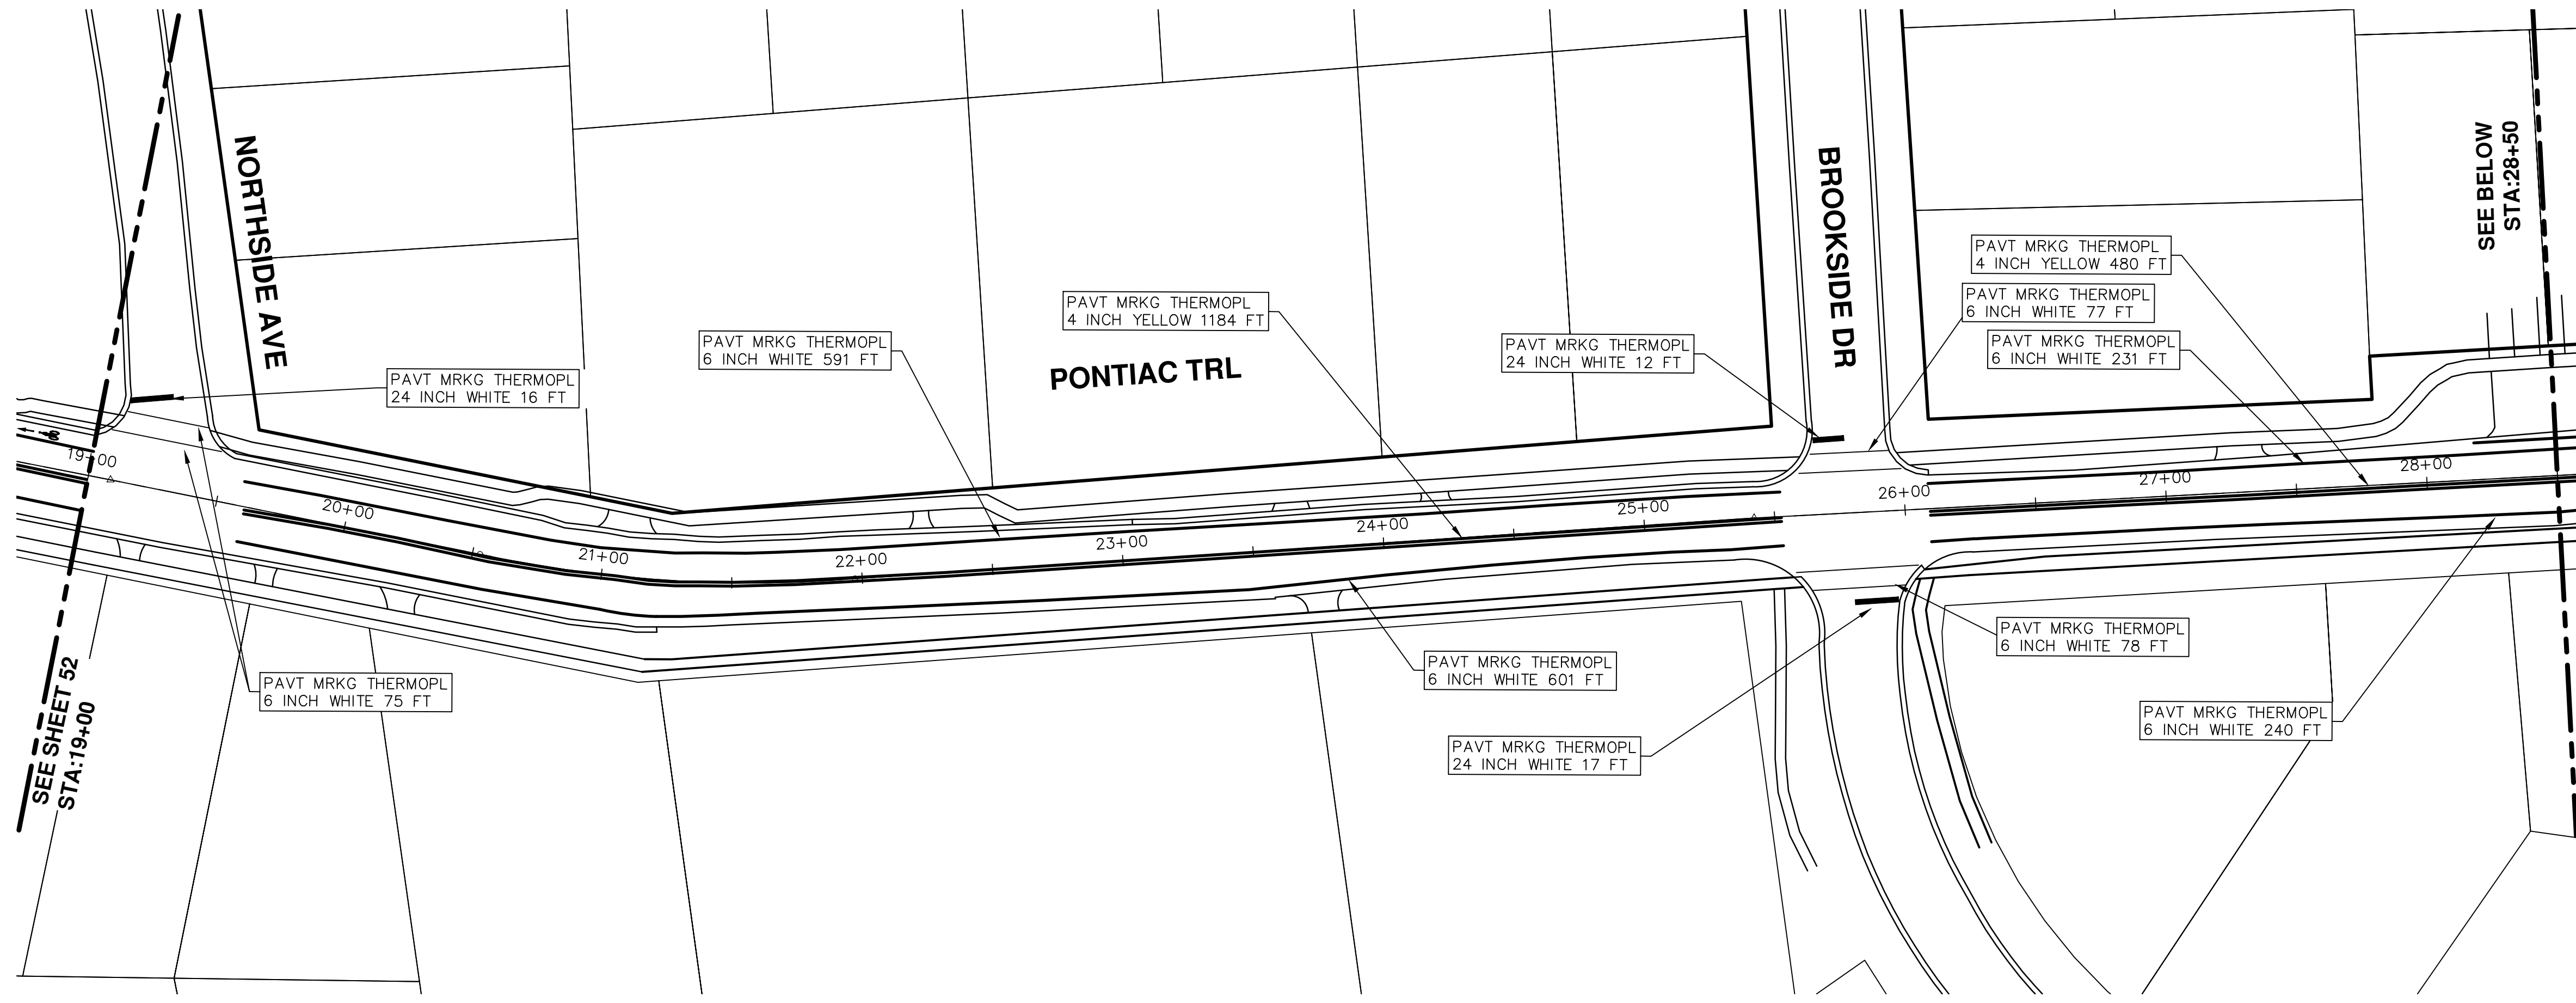 NORTHSIDE AVE
BROOKSIDE DR
SEE BELOW
STA:28+50
PAVT MRKG THERMOPL
4 INCH YELLOW 480 FT
PAVT MRKG THERMOPL
6 INCH WHITE 77 FT
PAVT MRKG THERMOPL
4 INCH YELLOW 1184 FT
PAVT MRKG THERMOPL
6 INCH WHITE 591 FT
PAVT MRKG THERMOPL
24 INCH WHITE 12 FT
PAVT MRKG THERMOPL
6 INCH WHITE 231 FT
PONTIAC TRL
PAVT MRKG THERMOPL
24 INCH WHITE 16 FT
19+00
20+00
21+00
22+00
23+00
24+00
25+00
26+00
27+00
28+00
PAVT MRKG THERMOPL
6 INCH WHITE 78 FT
PAVT MRKG THERMOPL
6 INCH WHITE 601 FT
PAVT MRKG THERMOPL
6 INCH WHITE 75 FT
PAVT MRKG THERMOPL
6 INCH WHITE 240 FT
PAVT MRKG THERMOPL
24 INCH WHITE 17 FT
SEE SHEET 52
STA:19+00